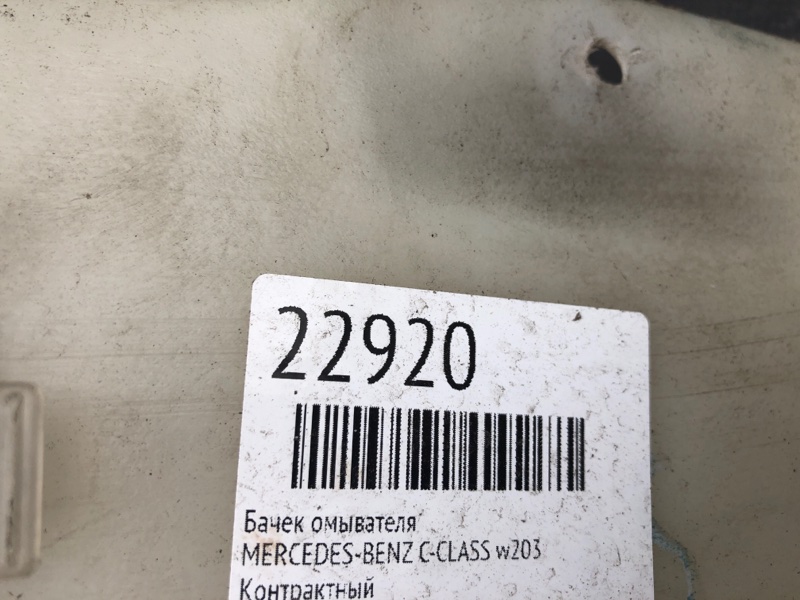 22920
Бачек омывателя
MERCEDES-BENZ C-CLASS w203
Контрактный